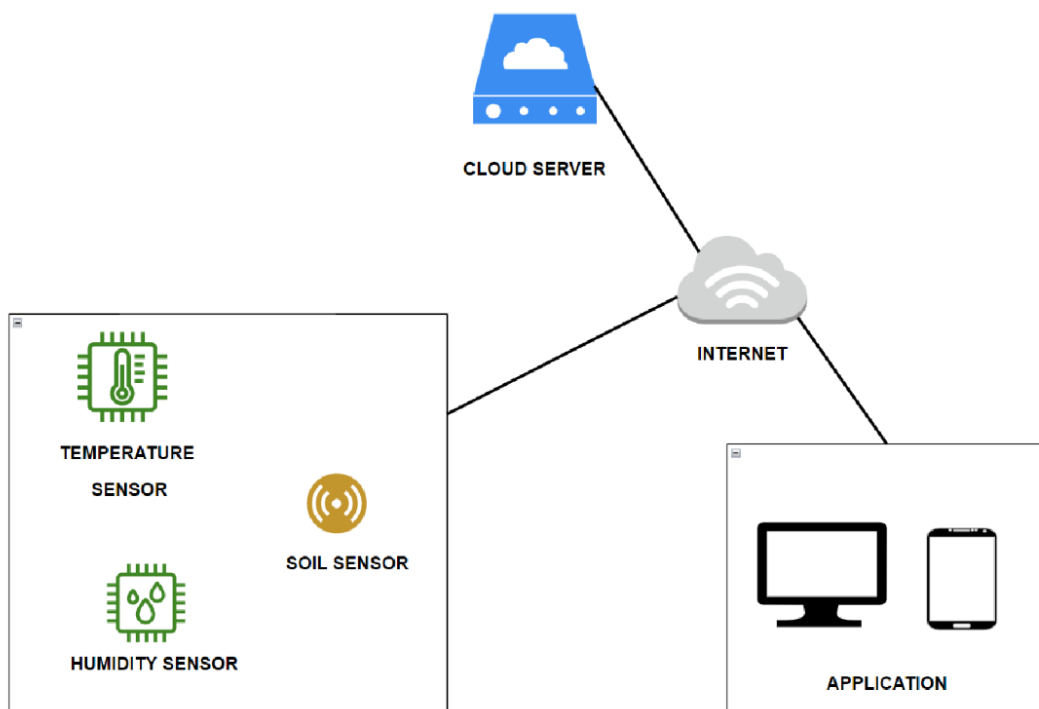 CLOUD SERVER
INTERNET
TEMPERATURE
SENSOR
SOIL SENSOR
HUMIDITY SENSOR
APPLICATION